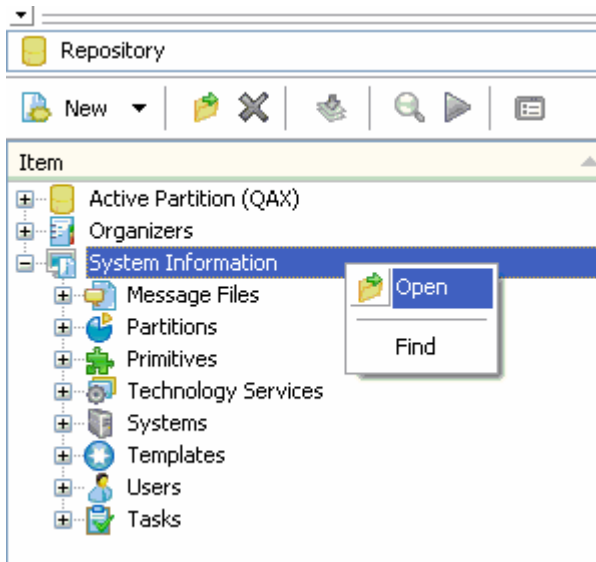 Repository
New
Item
Active Partition (QAX)
Organizers
System Information
Open
Message Files
Partitions
Find
Primitives
Technology Services
Systems
Templates
Users
Tasks